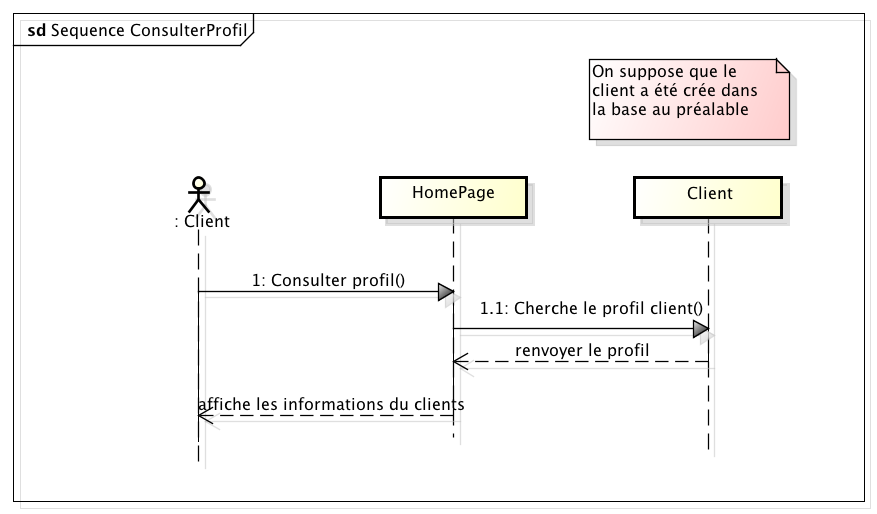 sd Sequence ConsulterProfil
On suppose que le
client a été crée dans
la base au préalable
: Client
HomePage
Client
1: Consulter profil()
1.1: Cherche le profil client()
renvoyer le profil
affiche les informations du clients